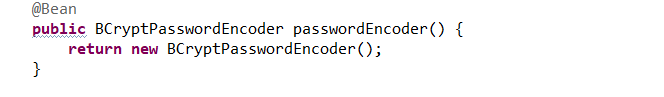 @Bean
public BCryptPasswordEncoder passwordEncoder() {
    return new BCryptPasswordEncoder();
}